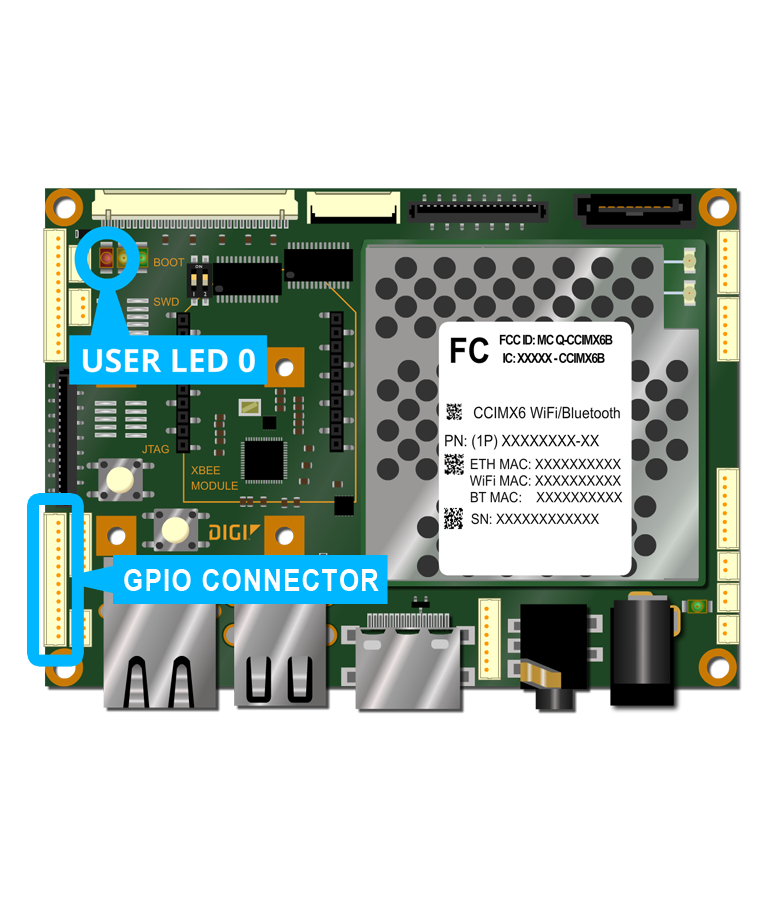 BOOT
ON
SWD
USER LED 0
FC
FCC ID: MC Q-CCIMX6B
IC: XXXXX - CCIMX6B
CCIMX6 WiFi/Bluetooth
PN: (1P) XXXXXXXX-XX
ETH MAC: XXXXXXXXXX
WiFi MAC: XXXXXXXXXX
BT MAC: XXXXXXXXXX
SN: XXXXXXXXXXXX
JTAG
XBEE
MODULE
DIGI
GPIO CONNECTOR